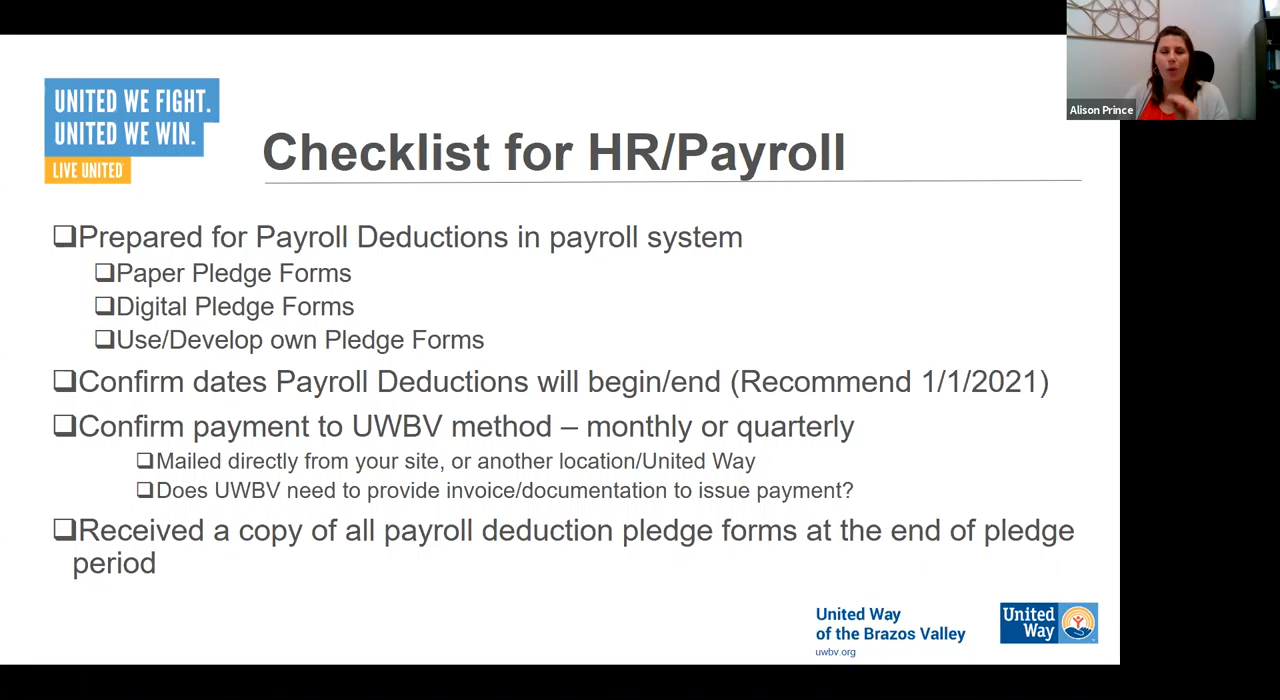 UNITED WE FIGHT.
UNITED WE WIN.
LIVE UNITED
Checklist for HR/Payroll
Alison Prince
❑Prepared for Payroll Deductions in payroll system
❑Paper Pledge Forms
❑Digital Pledge Forms
❑Use/Develop own Pledge Forms
❑Confirm dates Payroll Deductions will begin/end (Recommend 1/1/2021)
❑Confirm payment to UWBV method – monthly or quarterly
❑Mailed directly from your site, or another location/United Way
❑Does UWBV need to provide invoice/documentation to issue payment?
❑Received a copy of all payroll deduction pledge forms at the end of pledge
period
United Way
of the Brazos Valley
uwbv.org
United
Way